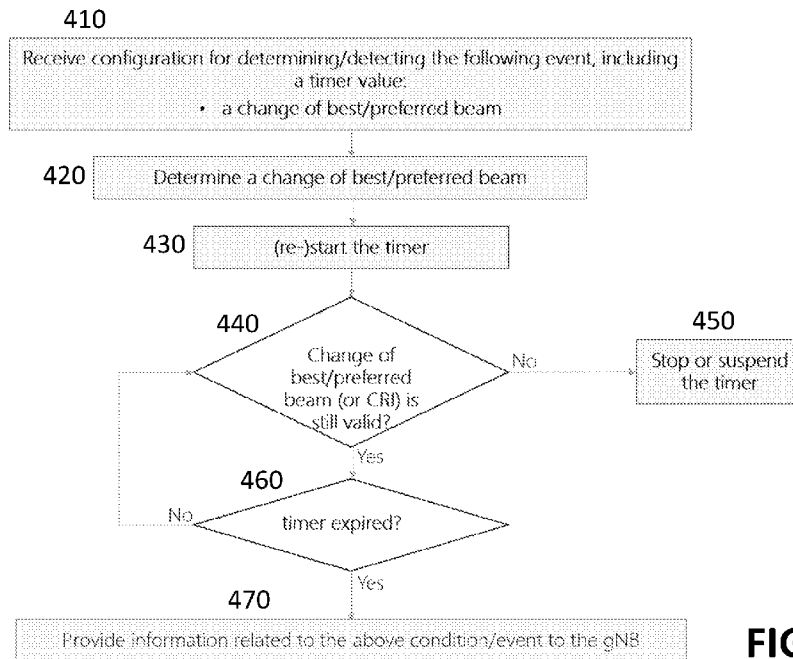 410
Receive configuration for determining/detecting the following event, including
a timer value:
• a change of best/preferred beam
420
Determine a change of best/preferred beam
430
(re-)start the timer
440
Change of
best/preferred
beam (or CRI) is
still valid?
No
450
Stop or suspend
the timer
Yes
460
timer expired?
No
Yes
470
Provide information related to the above condition/event to the gNB
FIG